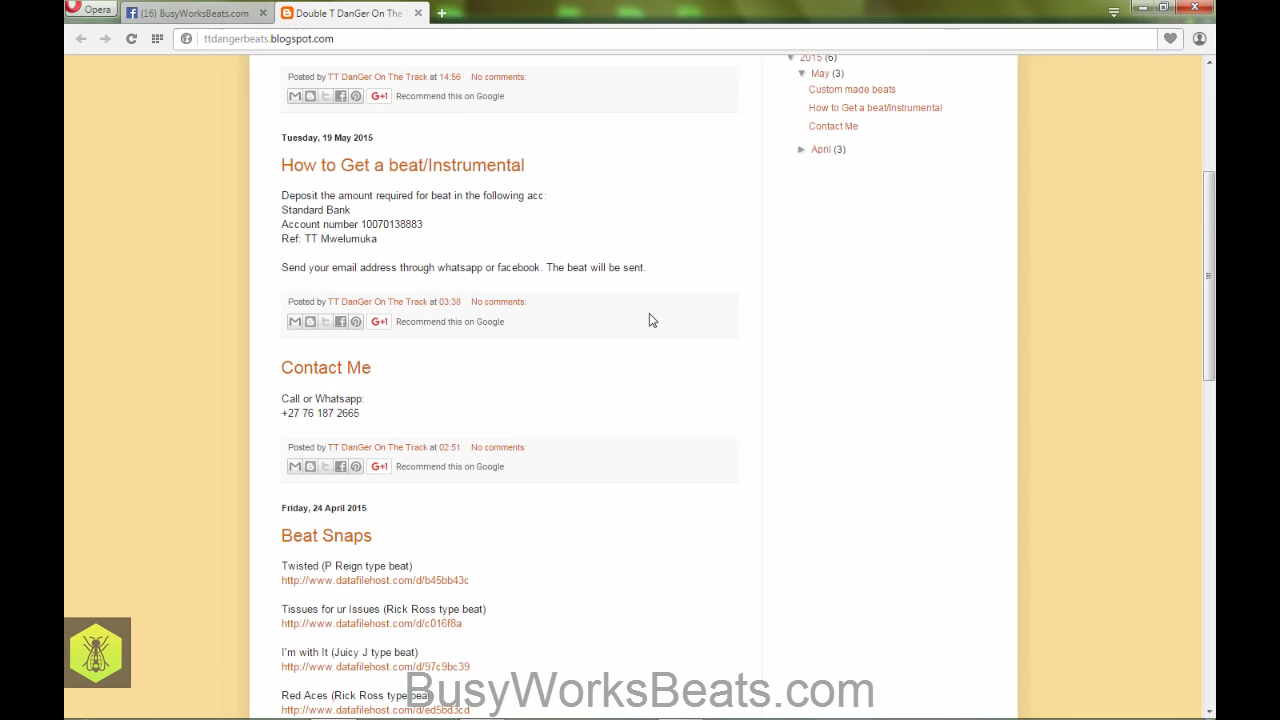 Opera
(16) BusyWorksBeats.com
Double T DanGer On The
ttdangerbeats.blogspot.com
Posted by TT DanGer On The Track at 14:56 No comments:
G+1 Recommend this on Google
Tuesday, 19 May 2015
How to Get a beat/Instrumental
Deposit the amount required for beat in the following acc:
Standard Bank
Account number 10070138883
Ref: TT Mwelumuka
Send your email address through whatsapp or facebook. The beat will be sent.
Posted by TT DanGer On The Track at 03:38 No comments:
G+1 Recommend this on Google
Contact Me
Call or Whatsapp:
+27 76 187 2665
Posted by TT DanGer On The Track at 02:51 No comments:
G+1 Recommend this on Google
Friday, 24 April 2015
Beat Snaps
Twisted (P Reign type beat)
http://www.datafilehost.com/d/b45bb43c
Tissues for ur Issues (Rick Ross type beat)
http://www.datafilehost.com/d/c016f8a
I'm with It (Juicy J type beat)
http://www.datafilehost.com/d/97c9bc39
Red Aces (Rick Ross type beat)
http://www.datafilehost.com/d/ed5bd3cd
2015 (6)
May (3)
Custom made beats
How to Get a beat/Instrumental
Contact Me
April (3)
BusyWorksBeats.com